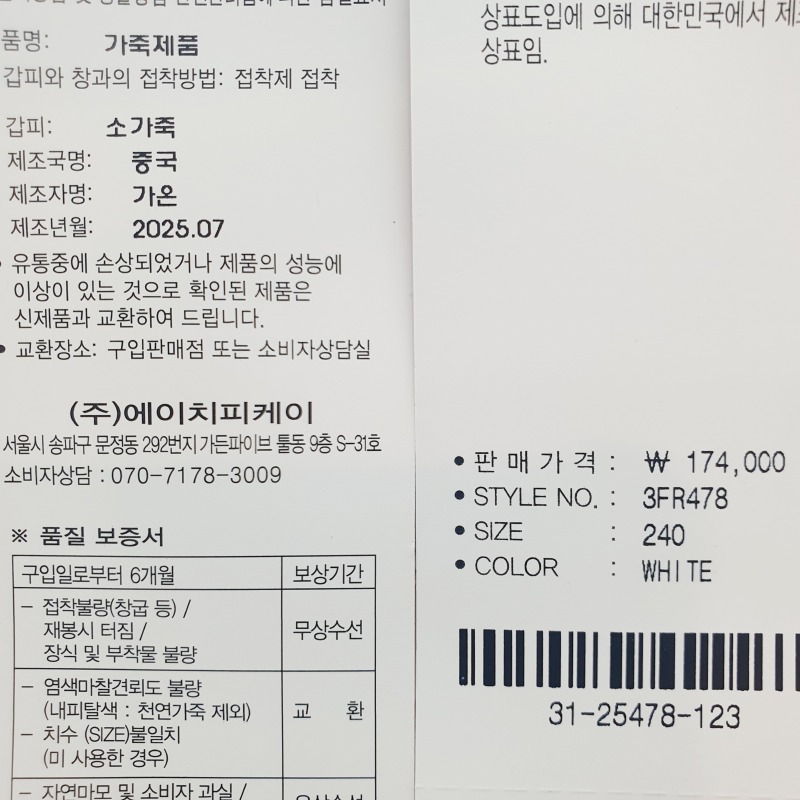 품명: 가죽제품
갑피와 창과의 접착방법: 접착제 접착
갑피: 소가죽
제조국명: 중국
제조자명: 가온
제조년월: 2025.07
• 유통중에 손상되었거나 제품의 성능에
이상이 있는 것으로 확인된 제품은
신제품과 교환하여 드립니다.
• 교환장소: 구입판매점 또는 소비자상담실
(주)에이치피케이
서울시 송파구 문정동 292번지 가든파이브 툴동 9층 S-31호
소비자상담 : 070-7178-3009
※ 품질 보증서
구입일로부터 6개월 보상기간
- 접착불량(창굽 등) /
재봉시 터짐 /
장식 및 부착물 불량
무상수선
- 염색마찰견뢰도 불량
(내피탈색 : 천연가죽 제외)
- 치수 (SIZE)불일치
(미 사용한 경우)
교 환
- 자연마모 및 소비자 과실 /
상표도입에 의해 대한민국에서
상표임.
• 판매가격 : ₩ 174,000
• STYLE NO. : 3FR478
• SIZE : 240
• COLOR : WHITE
31-25478-123